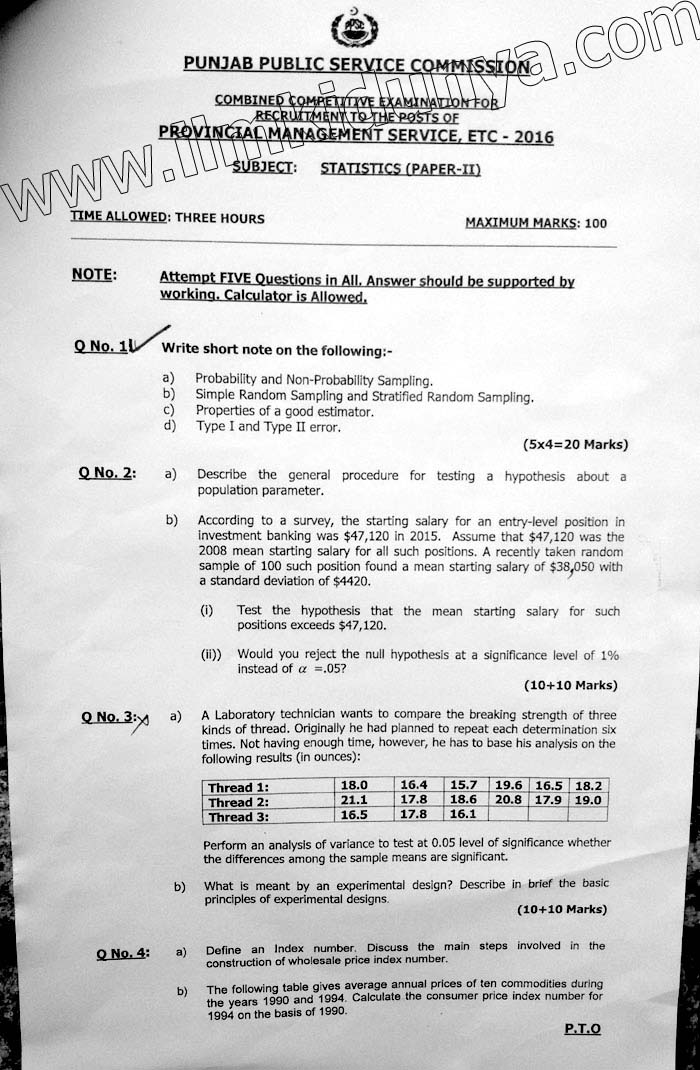 PPSC
PUNJAB PUBLIC SERVICE COMMISSION
www.ilmkidunya.com
COMBINED COMPETITIVE EXAMINATION FOR
RECRUITMENT TO THE POSTS OF
PROVINCIAL MANAGEMENT SERVICE, ETC - 2016
SUBJECT: STATISTICS (PAPER-II)
TIME ALLOWED: THREE HOURS MAXIMUM MARKS: 100
NOTE: Attempt FIVE Questions in All. Answer should be supported by
working. Calculator is Allowed.
Q No. 1: Write short note on the following:-
a) Probability and Non-Probability Sampling.
b) Simple Random Sampling and Stratified Random Sampling.
c) Properties of a good estimator.
d) Type I and Type II error.
(5x4=20 Marks)
Q No. 2: a) Describe the general procedure for testing a hypothesis about a
population parameter.
b) According to a survey, the starting salary for an entry-level position in
investment banking was $47,120 in 2015. Assume that $47,120 was the
2008 mean starting salary for all such positions. A recently taken random
sample of 100 such position found a mean starting salary of $38,050 with
a standard deviation of $4420.
(i) Test the hypothesis that the mean starting salary for such
positions exceeds $47,120.
(ii)) Would you reject the null hypothesis at a significance level of 1%
instead of α =.05?
(10+10 Marks)
Q No. 3: a) A Laboratory technician wants to compare the breaking strength of three
kinds of thread. Originally he had planned to repeat each determination six
times. Not having enough time, however, he has to base his analysis on the
following results (in ounces):
Thread 1: 18.0 16.4 15.7 19.6 16.5 18.2
Thread 2: 21.1 17.8 18.6 20.8 17.9 19.0
Thread 3: 16.5 17.8 16.1
Perform an analysis of variance to test at 0.05 level of significance whether
the differences among the sample means are significant.
b) What is meant by an experimental design? Describe in brief the basic
principles of experimental designs.
(10+10 Marks)
Q No. 4: a) Define an Index number. Discuss the main steps involved in the
construction of wholesale price index number.
b) The following table gives average annual prices of ten commodities during
the years 1990 and 1994. Calculate the consumer price index number for
1994 on the basis of 1990.
P.T.O